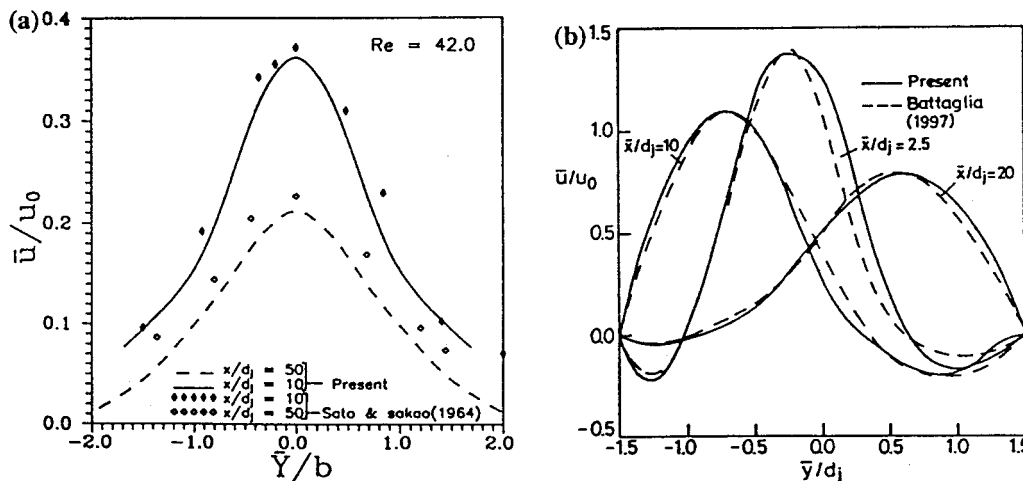 (a)
0.4
0.3
0.2
0.1
0.0
ū/u₀
Re = 42.0
x/dj = 50
x/dj = 10
Present
x/dj = 10
x/dj = 50
Sato & sakao(1964)
-2.0 -1.0 0.0 1.0 2.0
Ȳ/b
(b)
1.0
0.5
0.0
-0.5
ū/u₀
Present
Battaglia
(1997)
x̄/dj=10
x̄/dj=2.5
x̄/dj=20
-1.5 -1.0 -0.5 0.0 0.5 1.0 1.5
ȳ/dj